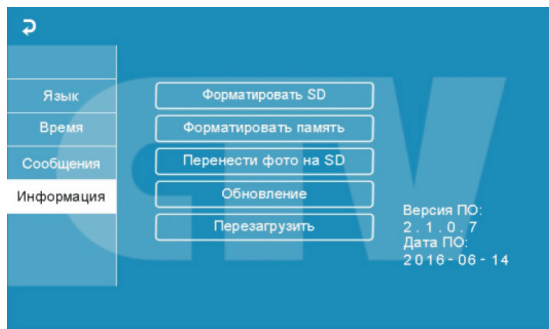 Язык
Время
Сообщения
Информация
Форматировать SD
Форматировать память
Перенести фото на SD
Обновление
Перезагрузить
Версия ПО:
2.1.0.7
Дата ПО:
2016-06-14